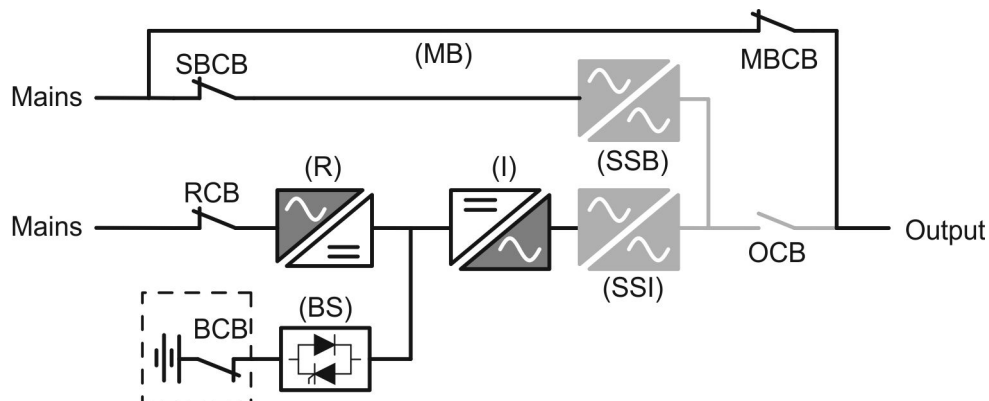 (MB)
MBCB
SBCB
Mains
(SSB)
(R)
(I)
RCB
Mains
Output
OCB
(SSI)
(BS)
BCB